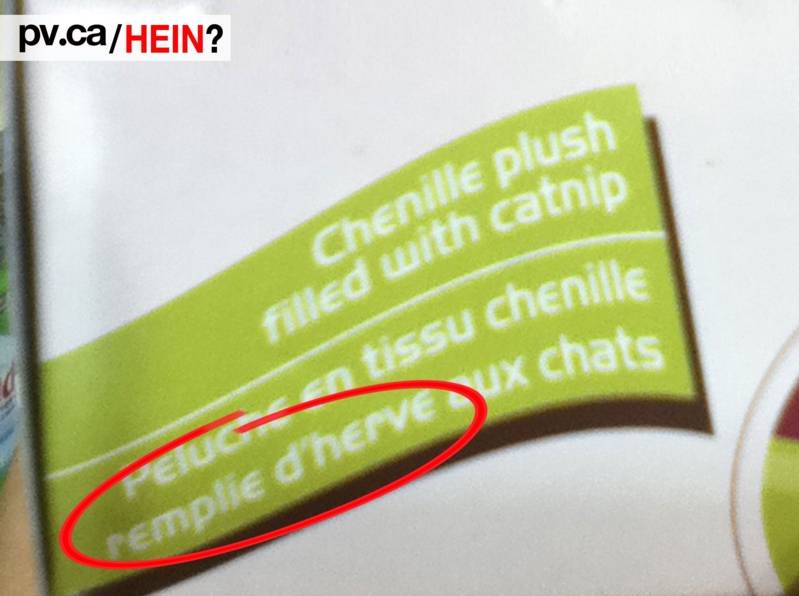 pv.ca/HEIN?
Chenille plush
filled with catnip
Peluche en tissu chenille
remplie d'herve aux chats